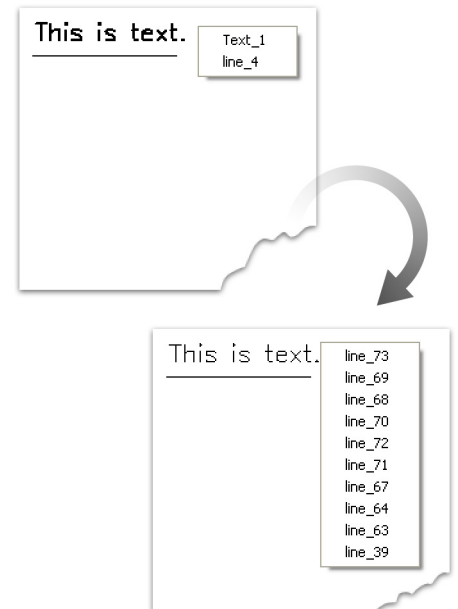 This is text.
Text_1
line_4
This is text.
line_73
line_69
line_68
line_70
line_72
line_71
line_67
line_64
line_63
line_39